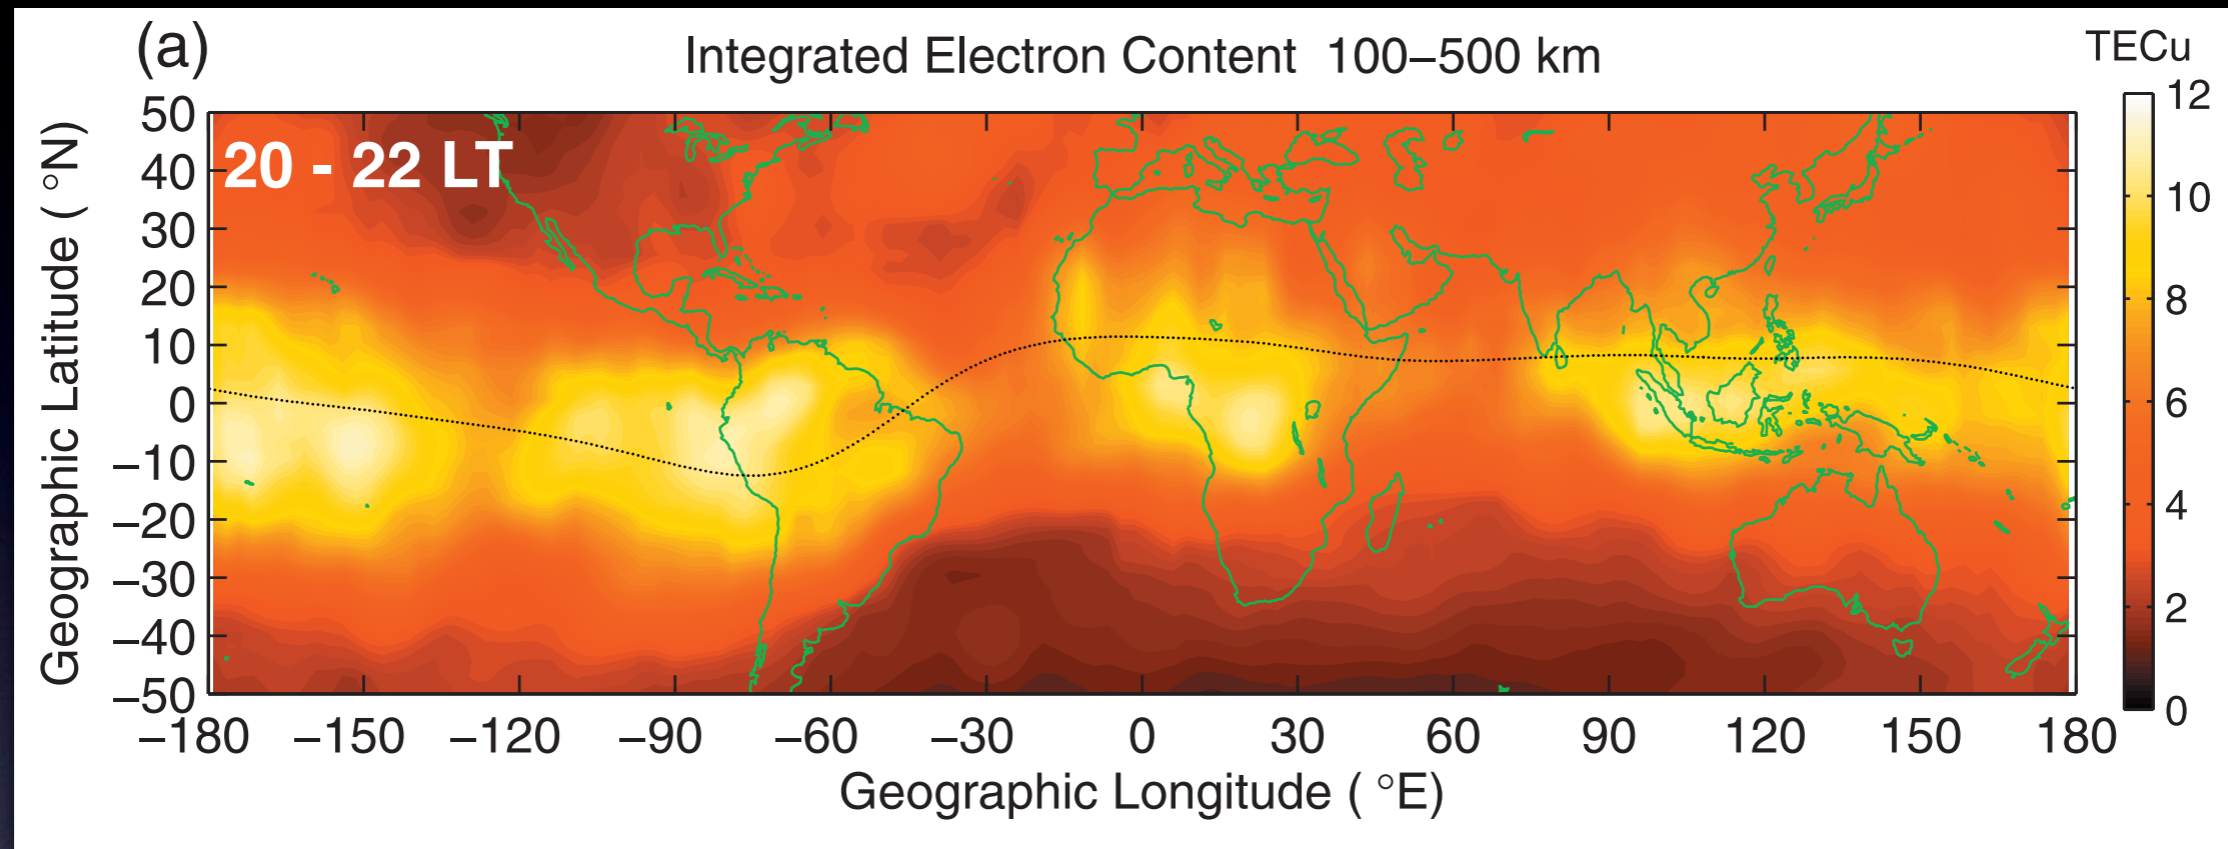 (a)
Integrated Electron Content 100–500 km
TECu
20 - 22 LT
Geographic Latitude ( °N)
50
40
30
20
10
0
−10
−20
−30
−40
−50
−180 −150 −120 −90 −60 −30 0 30 60 90 120 150 180
Geographic Longitude ( °E)
12
10
8
6
4
2
0